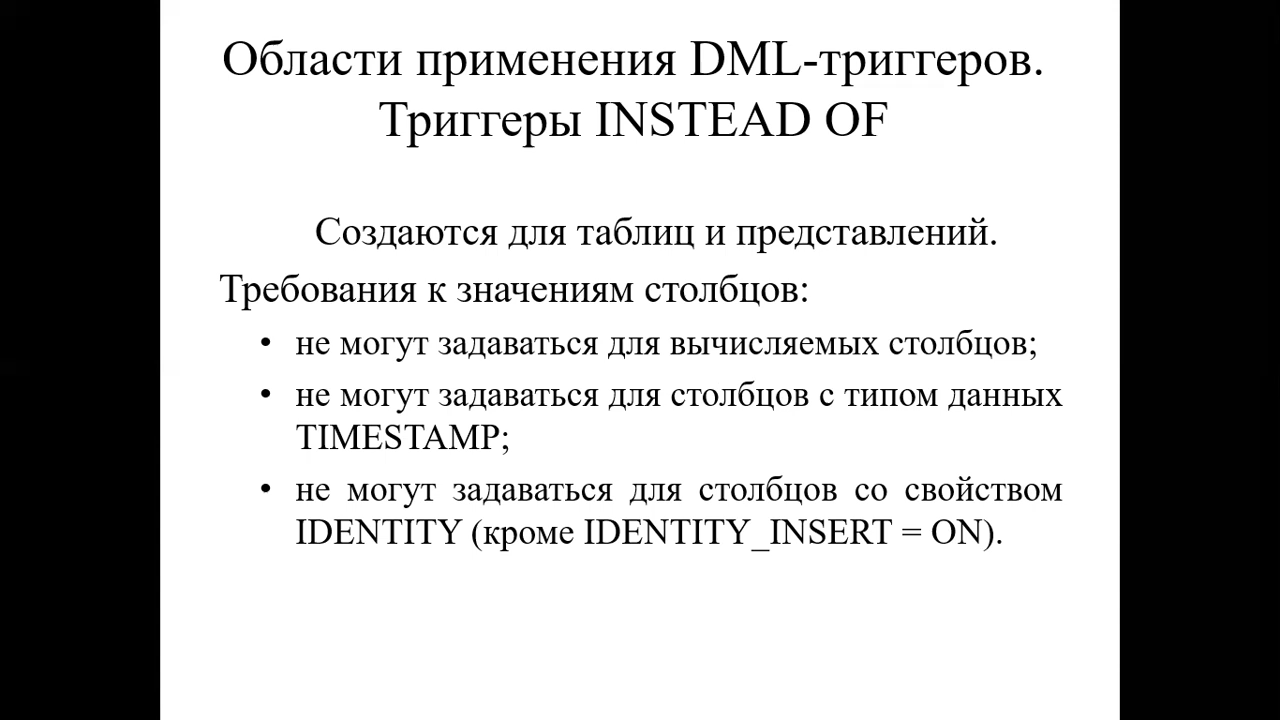 Области применения DML-триггеров.
Триггеры INSTEAD OF
Создаются для таблиц и представлений.
Требования к значениям столбцов:
• не могут задаваться для вычисляемых столбцов;
• не могут задаваться для столбцов с типом данных
TIMESTAMP;
• не могут задаваться для столбцов со свойством
IDENTITY (кроме IDENTITY_INSERT = ON).